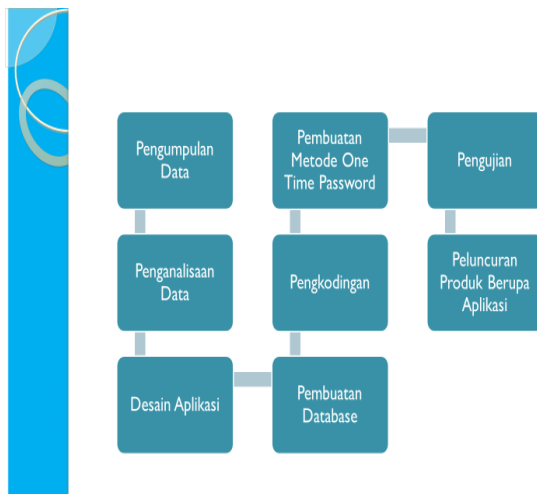 Pengumpulan
Data
Penganalisaan
Data
Desain Aplikasi
Pembuatan
Database
Pengkodingan
Pembuatan
Metode One
Time Password
Pengujian
Peluncuran
Produk Berupa
Aplikasi